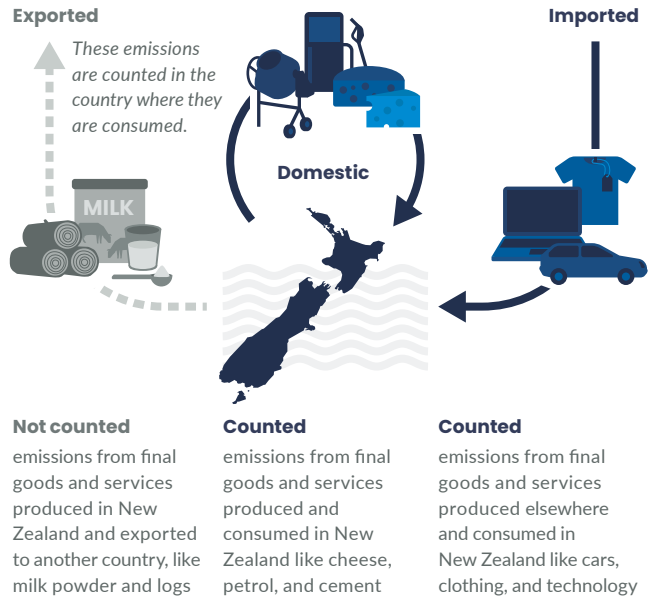 Exported
These emissions
are counted in the
country where they
are consumed.
MILK
Domestic
Imported
Not counted
emissions from final
goods and services
produced in New
Zealand and exported
to another country, like
milk powder and logs
Counted
emissions from final
goods and services
produced and
consumed in New
Zealand like cheese,
petrol, and cement
Counted
emissions from final
goods and services
produced elsewhere
and consumed in
New Zealand like cars,
clothing, and technology